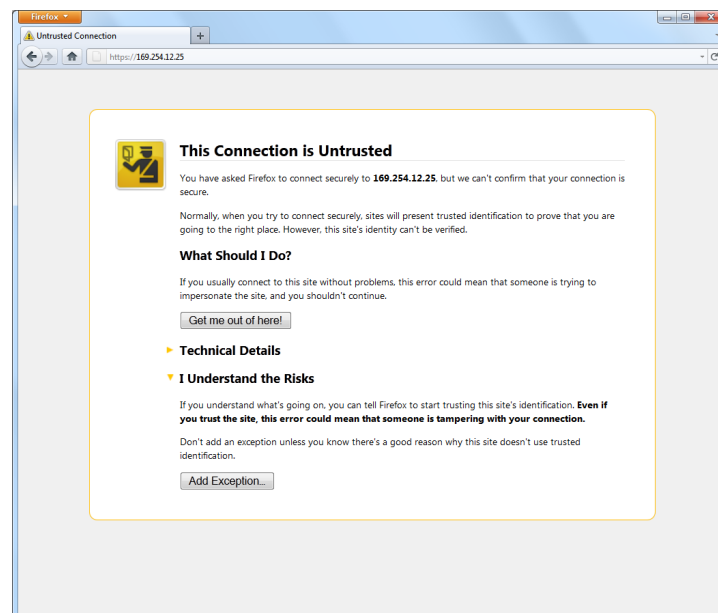 Firefox
Untrusted Connection
https://169.254.12.25
This Connection is Untrusted
You have asked Firefox to connect securely to 169.254.12.25, but we can't confirm that your connection is
secure.
Normally, when you try to connect securely, sites will present trusted identification to prove that you are
going to the right place. However, this site's identity can't be verified.
What Should I Do?
If you usually connect to this site without problems, this error could mean that someone is trying to
impersonate the site, and you shouldn't continue.
Get me out of here!
Technical Details
I Understand the Risks
If you understand what's going on, you can tell Firefox to start trusting this site's identification. Even if
you trust the site, this error could mean that someone is tampering with your connection.
Don't add an exception unless you know there's a good reason why this site doesn't use trusted
identification.
Add Exception...